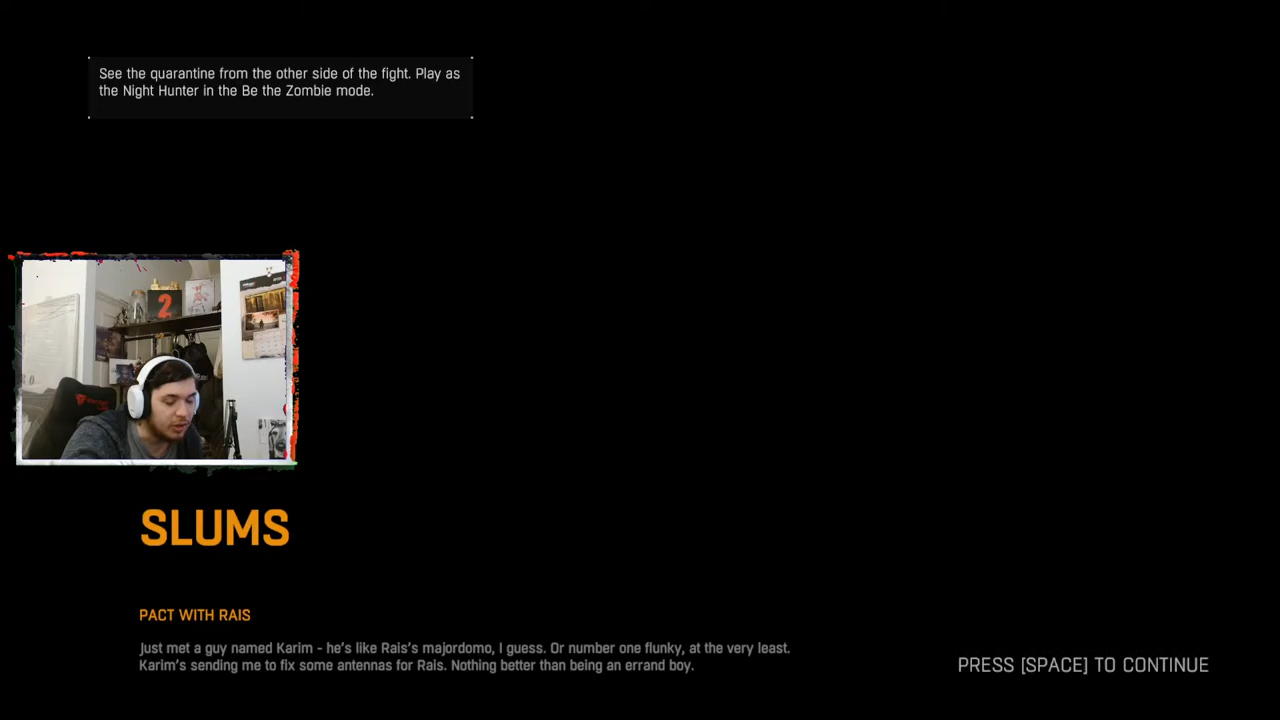 See the quarantine from the other side of the fight. Play as
the Night Hunter in the Be the Zombie mode.
2
SLUMS
PACT WITH RAIS
Just met a guy named Karim - he's like Rais's majordomo, I guess. Or number one flunky, at the very least.
Karim's sending me to fix some antennas for Rais. Nothing better than being an errand boy.
PRESS [SPACE] TO CONTINUE